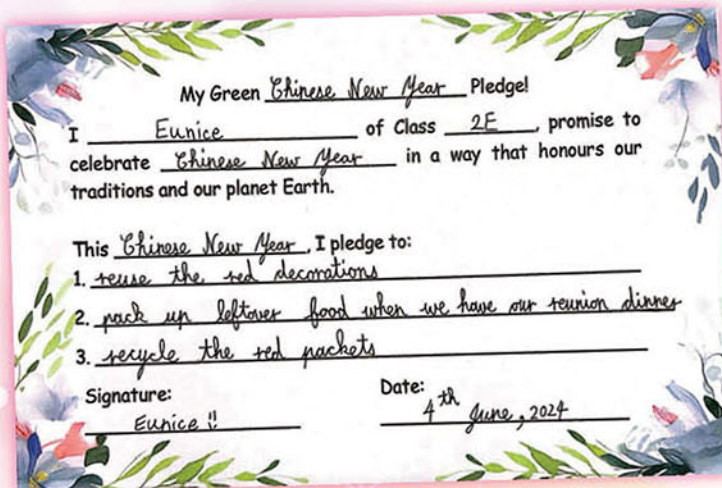 My Green Chinese New Year Pledge!
I Eunice of Class 2E, promise to
celebrate Chinese New Year in a way that honours our
traditions and our planet Earth.
This Chinese New Year, I pledge to:
1. reuse the red decorations
2. pack up leftover food when we have our reunion dinner
3. recycle the red packets
Signature: Date:
Eunice !! 4th June, 2024